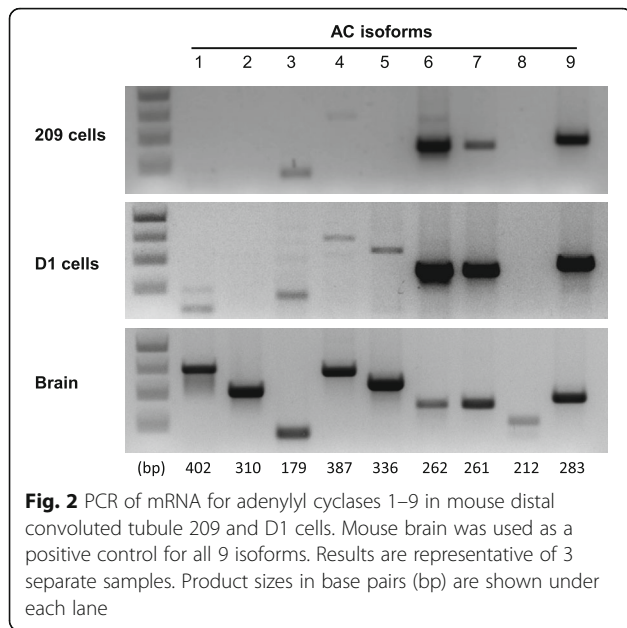 AC isoforms
1 2 3 4 5 6 7 8 9
209 cells
D1 cells
Brain
(bp) 402 310 179 387 336 262 261 212 283
Fig. 2 PCR of mRNA for adenylyl cyclases 1–9 in mouse distal
convoluted tubule 209 and D1 cells. Mouse brain was used as a
positive control for all 9 isoforms. Results are representative of 3
separate samples. Product sizes in base pairs (bp) are shown under
each lane